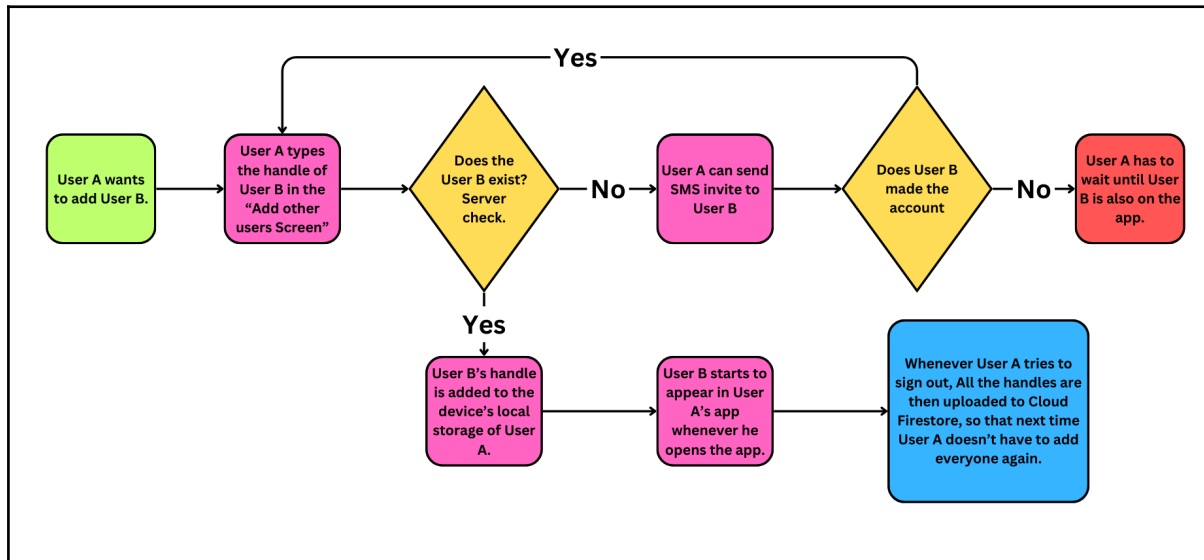 Yes
User A wants
to add User B.
User A types
the handle of
User B in the
“Add other
users Screen”
Does the
User B exist?
Server
check.
No
User A can send
SMS invite to
User B
Does User B
made the
account
No
User A has to
wait until User
B is also on the
app.
Yes
User B’s handle
is added to the
device’s local
storage of User
A.
User B starts to
appear in User
A’s app
whenever he
opens the app.
Whenever User A tries to
sign out, All the handles are
then uploaded to Cloud
Firestore, so that next time
User A doesn’t have to add
everyone again.